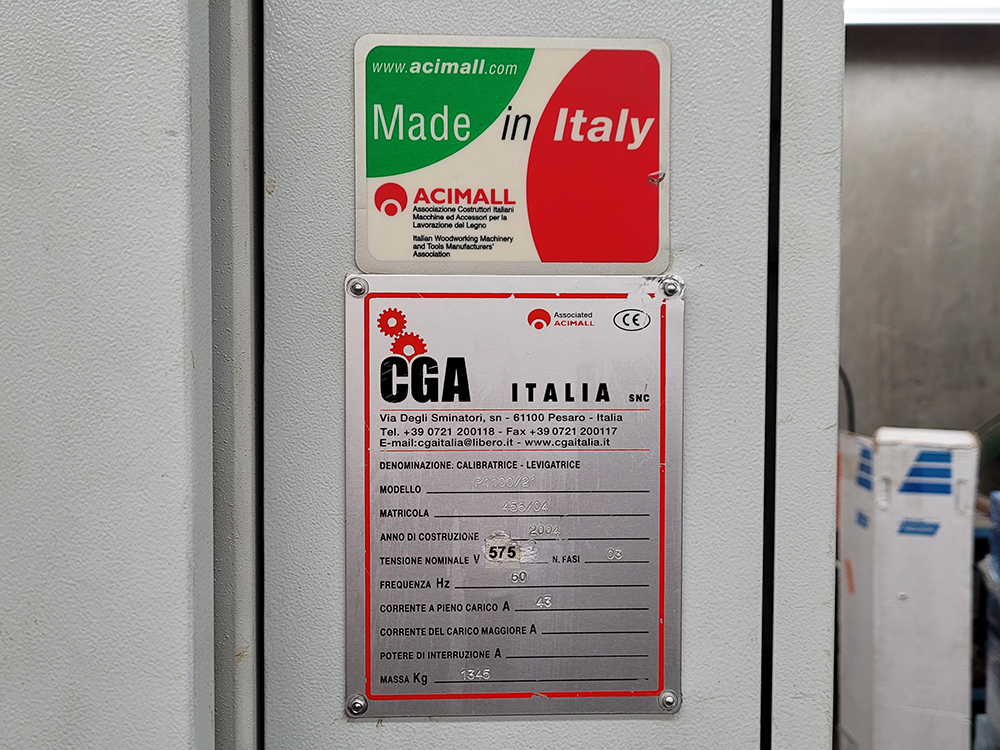 www.acimall.com
Made in Italy
ACIMALL
Associazione Costruttori Italiani
Macchine ed Accessori per la
Lavorazione del Legno
Italian Woodworking Machinery
and Tools Manufacturers'
Association
Associated
ACIMALL
CE
CGA ITALIA SNC
Via Degli Sminatori, sn - 61100 Pesaro - Italia
Tel. +39 0721 200118 - Fax +39 0721 200117
E-mail:cgaitalia@libero.it - www.cgaitalia.it
DENOMINAZIONE: CALIBRATRICE - LEVIGATRICE
MODELLO P1100/21
MATRICOLA 456/04
ANNO DI COSTRUZIONE 2004
TENSIONE NOMINALE V 575 N. FASI 03
FREQUENZA Hz 60
CORRENTE A PIENO CARICO A 43
CORRENTE DEL CARICO MAGGIORE A
POTERE DI INTERRUZIONE A
MASSA Kg 1345